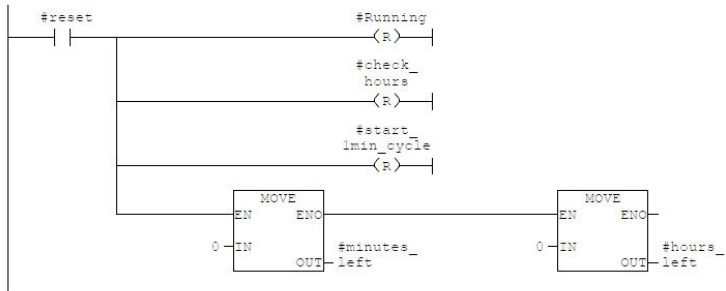 #reset
#Running
R
#check_
hours
R
#start_
1min_cycle
R
MOVE
MOVE
EN ENO
EN ENO
0 IN
#minutes_
0 IN
#hours_
OUT left
OUT left